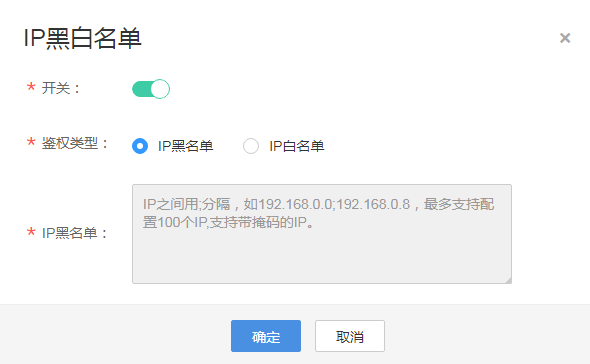 IP黑白名单
×
* 开关：
* 鉴权类型： IP黑名单 IP白名单
* IP黑名单： IP之间用;分隔，如192.168.0.0;192.168.0.8，最多支持配
置100个IP,支持带掩码的IP。
确定 取消